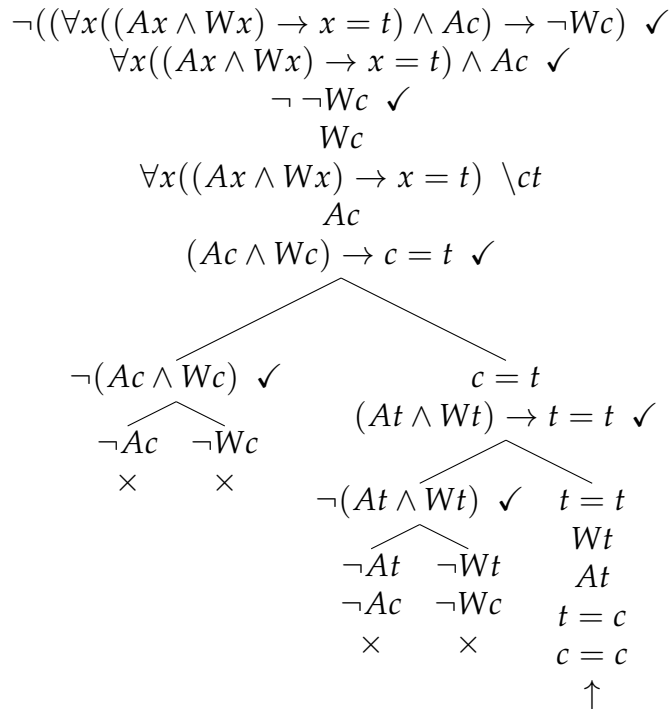 ¬((∀x((Ax ∧ Wx) → x = t) ∧ Ac) → ¬Wc) ✓
∀x((Ax ∧ Wx) → x = t) ∧ Ac ✓
¬ ¬Wc ✓
Wc
∀x((Ax ∧ Wx) → x = t) \ct
Ac
(Ac ∧ Wc) → c = t ✓
¬(Ac ∧ Wc) ✓ c = t
(At ∧ Wt) → t = t ✓
¬Ac ¬Wc
× ×
¬(At ∧ Wt) ✓ t = t
Wt
¬At ¬Wt
At
¬Ac ¬Wc
t = c
× ×
c = c
↑